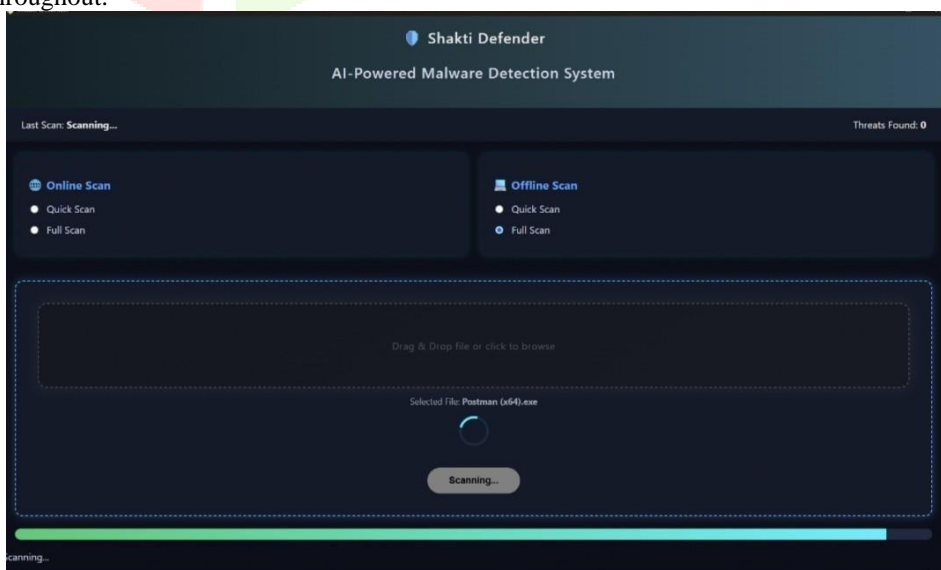 roughout.
Shakti Defender
AI-Powered Malware Detection System
Last Scan: Scanning...
Threats Found: 0
Online Scan
Quick Scan
Full Scan
Offline Scan
Quick Scan
Full Scan
Drag & Drop file or click to browse
Selected File: Postman (x64).exe
Scanning...
Scanning...